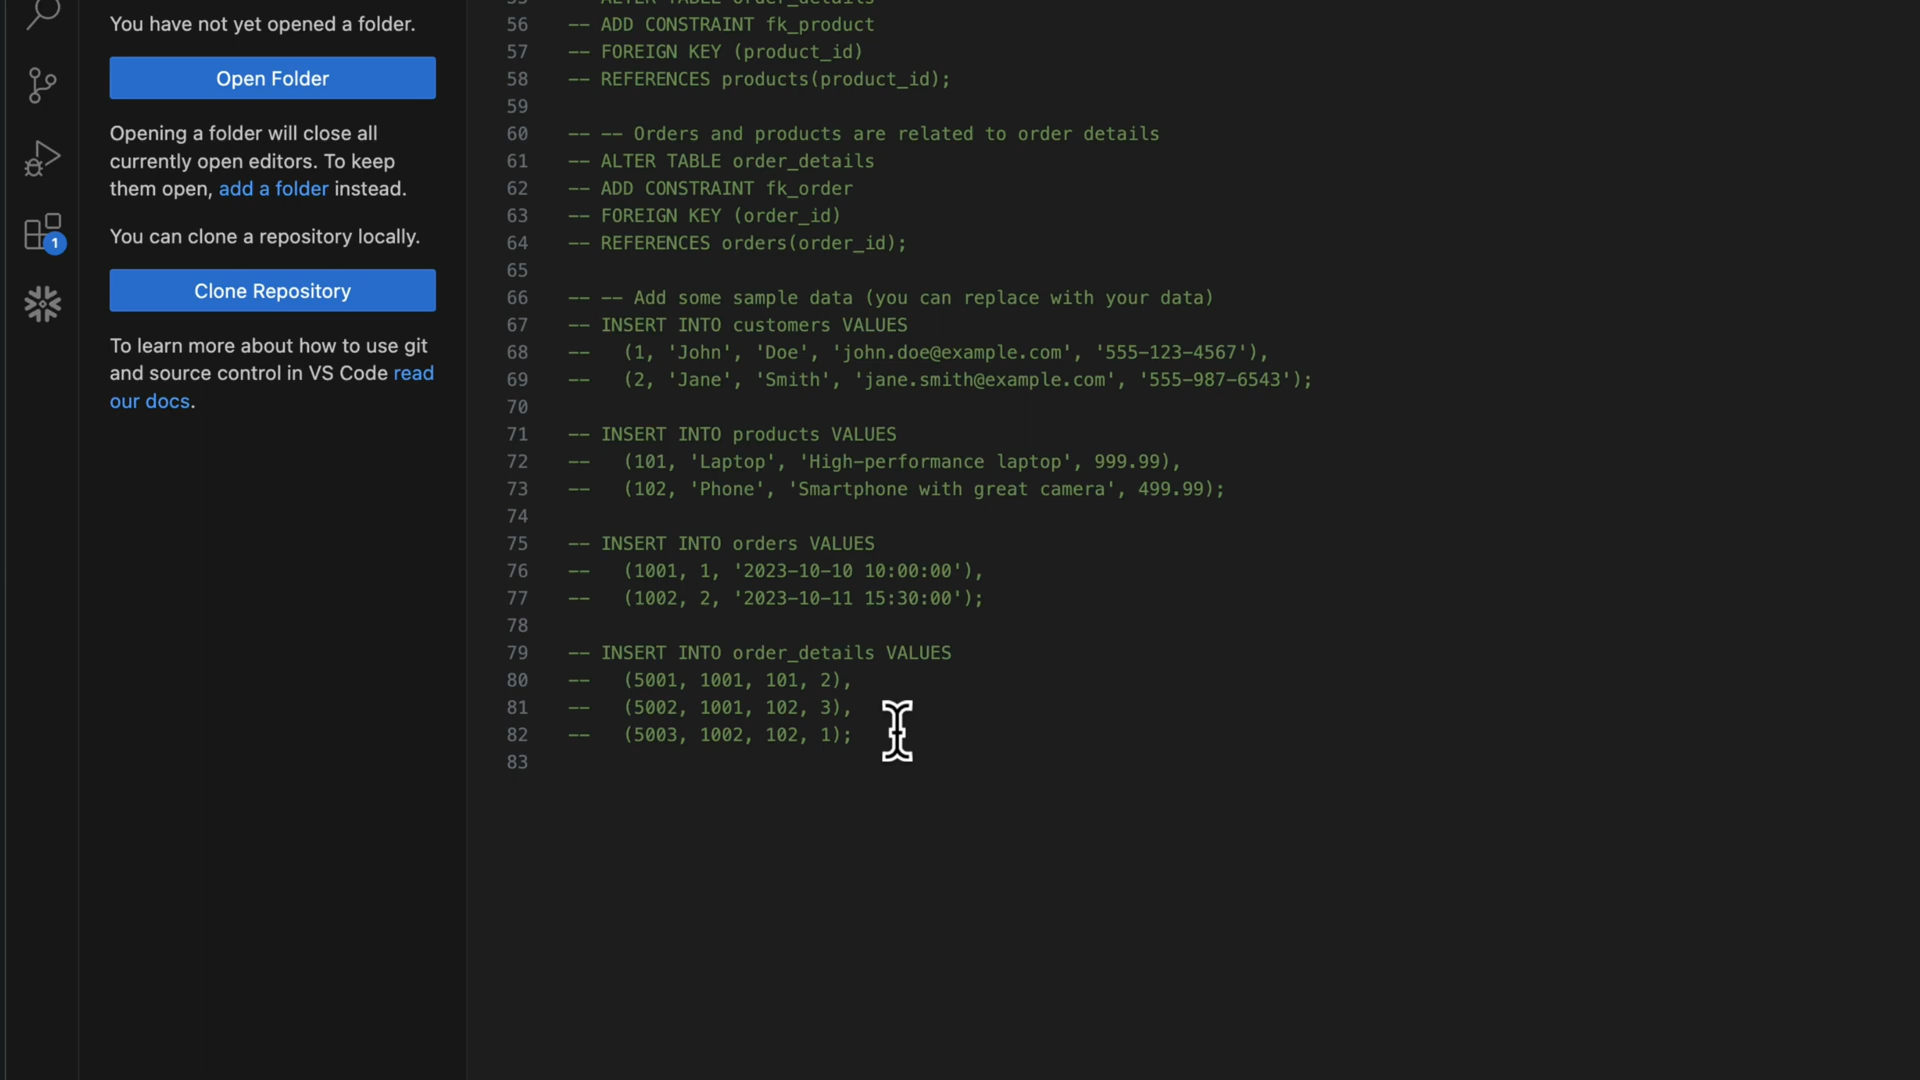 You have not yet opened a folder.
Open Folder
Opening a folder will close all
currently open editors. To keep
them open, add a folder instead.
You can clone a repository locally.
1
Clone Repository
To learn more about how to use git
and source control in VS Code read
our docs.
55 -- ALTER TABLE order_details
56 -- ADD CONSTRAINT fk_product
57 -- FOREIGN KEY (product_id)
58 -- REFERENCES products(product_id);
59
60 -- -- Orders and products are related to order details
61 -- ALTER TABLE order_details
62 -- ADD CONSTRAINT fk_order
63 -- FOREIGN KEY (order_id)
64 -- REFERENCES orders(order_id);
65
66 -- -- Add some sample data (you can replace with your data)
67 -- INSERT INTO customers VALUES
68 --   (1, 'John', 'Doe', 'john.doe@example.com', '555-123-4567'),
69 --   (2, 'Jane', 'Smith', 'jane.smith@example.com', '555-987-6543');
70
71 -- INSERT INTO products VALUES
72 --   (101, 'Laptop', 'High-performance laptop', 999.99),
73 --   (102, 'Phone', 'Smartphone with great camera', 499.99);
74
75 -- INSERT INTO orders VALUES
76 --   (1001, 1, '2023-10-10 10:00:00'),
77 --   (1002, 2, '2023-10-11 15:30:00');
78
79 -- INSERT INTO order_details VALUES
80 --   (5001, 1001, 101, 2),
81 --   (5002, 1001, 102, 3),
82 --   (5003, 1002, 102, 1);
83